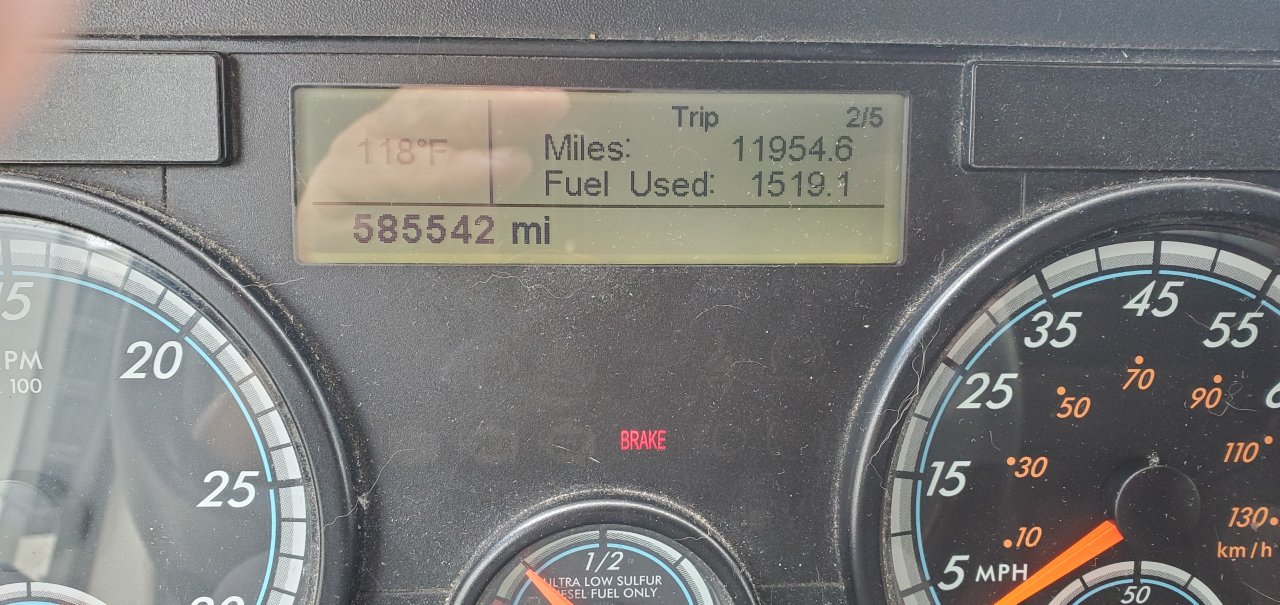 Trip 2/5
118°F
Miles: 11954.6
Fuel Used: 1519.1
585542 mi
20
25
BRAKE
1/2
ULTRA LOW SULFUR
DIESEL FUEL ONLY
5
15
25
35
45
55
MPH
10
30
50
70
90
110
130
km/h
50